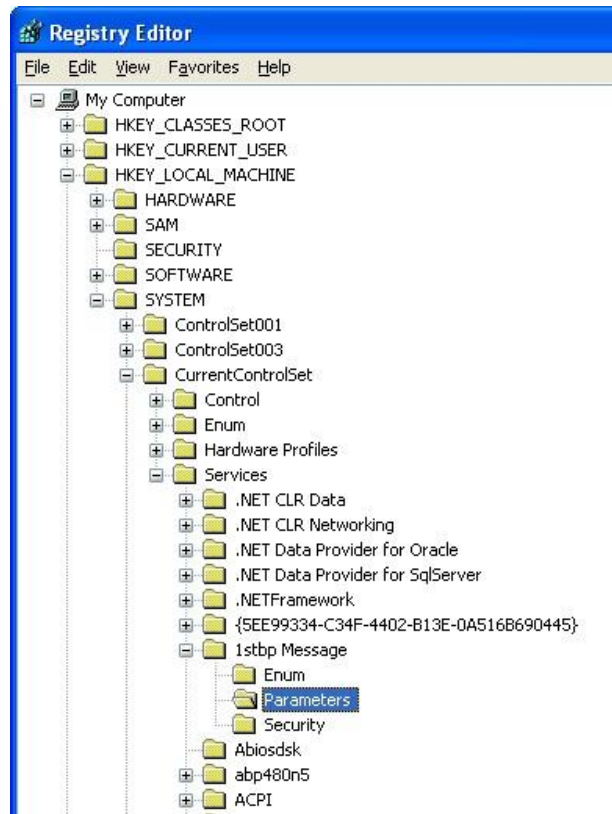 Registry Editor
File Edit View Favorites Help
My Computer
HKEY_CLASSES_ROOT
HKEY_CURRENT_USER
HKEY_LOCAL_MACHINE
HARDWARE
SAM
SECURITY
SOFTWARE
SYSTEM
ControlSet001
ControlSet003
CurrentControlSet
Control
Enum
Hardware Profiles
Services
.NET CLR Data
.NET CLR Networking
.NET Data Provider for Oracle
.NET Data Provider for SqlServer
.NETFramework
{5EE99334-C34F-4402-B13E-0A516B690445}
1stbp Message
Enum
Parameters
Security
Abiosdsk
abp480n5
ACPI